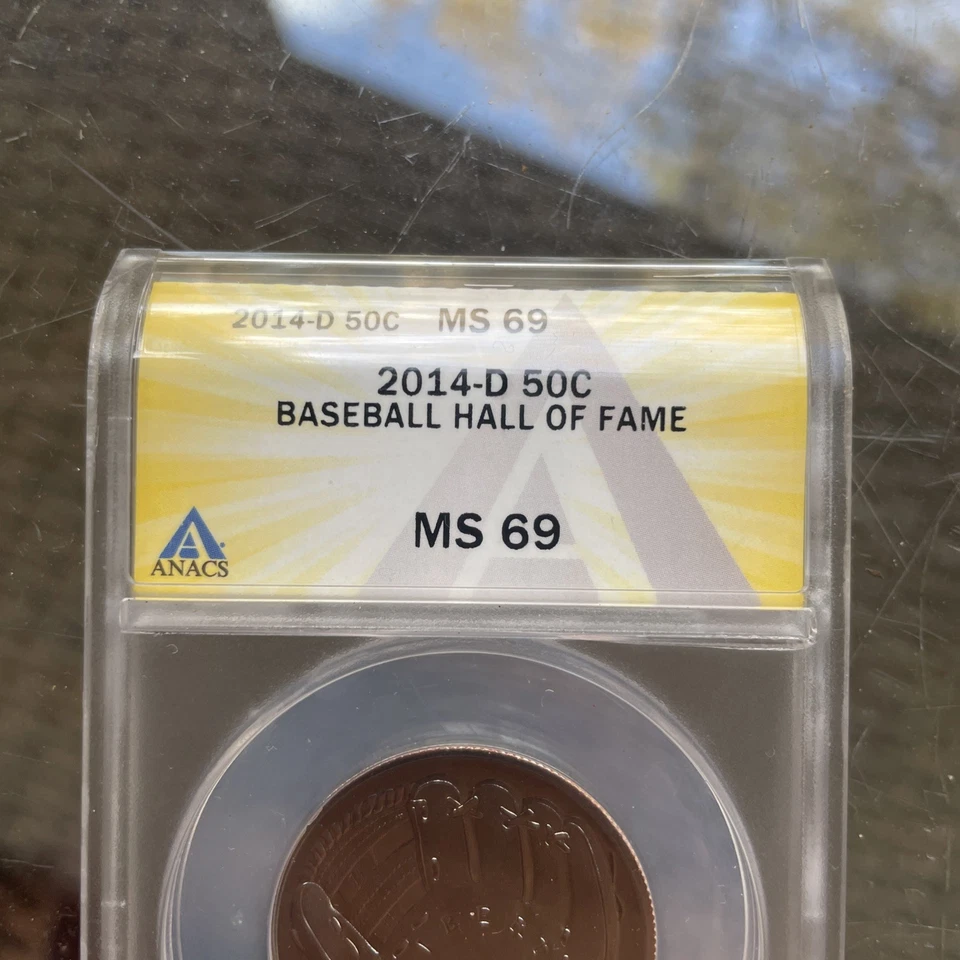 2014-D 50C MS 69
2014-D 50C
BASEBALL HALL OF FAME
MS 69
ANACS